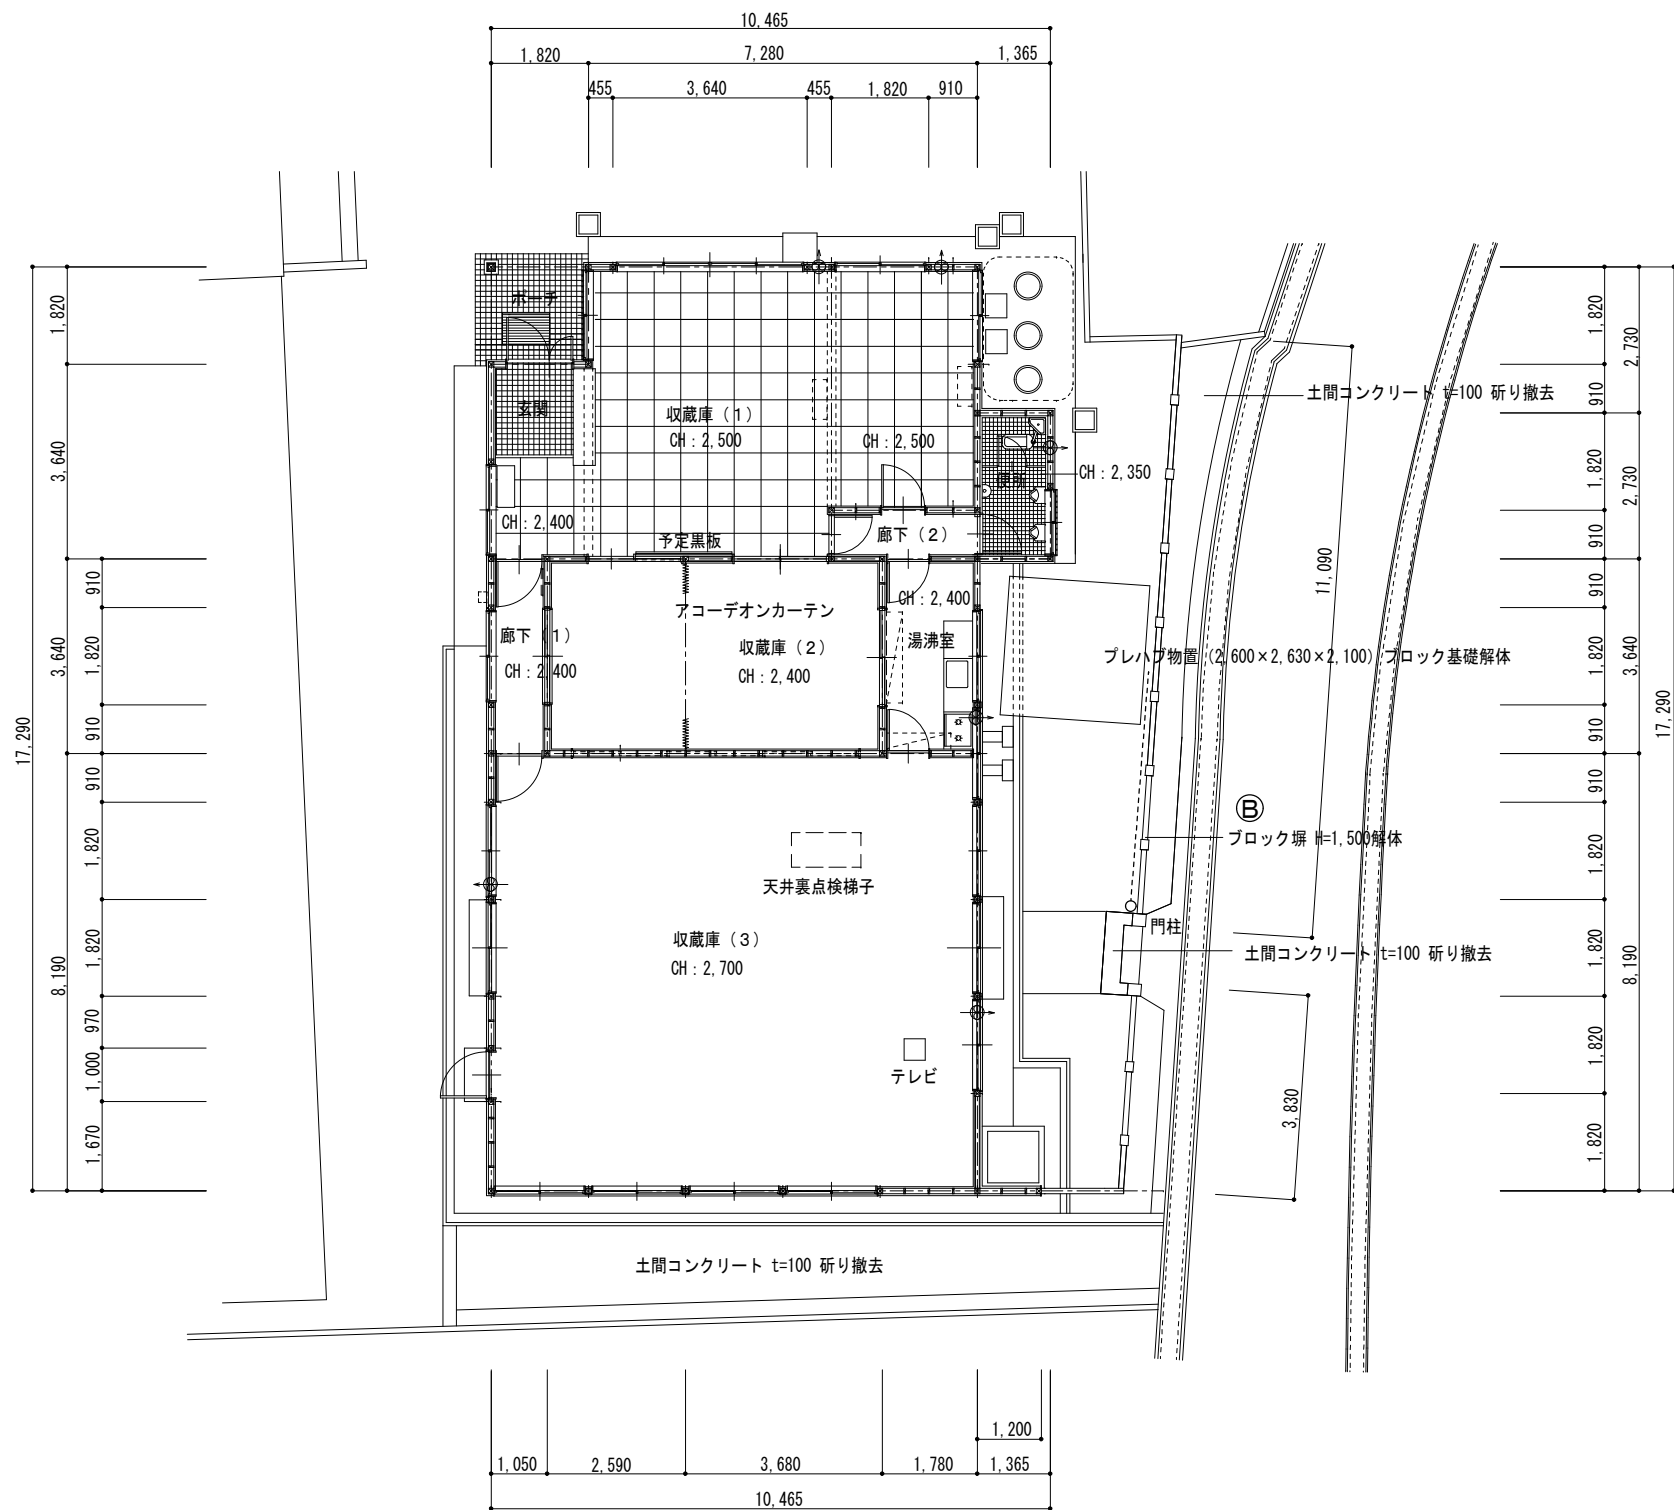 10,465
1,820
7,280
1,365
455
3,640
455
1,820
910
ポーチ
玄関
収蔵庫（１）
CH：2,500
CH：2,500
便所
CH：2,350
CH：2,400
予定黒板
廊下（２）
CH：2,400
アコーデオンカーテン
廊下（１）
CH：2,400
収蔵庫（２）
CH：2,400
湯沸室
土間コンクリート t=100 斫り撤去
プレハブ物置（2,600×2,630×2,100）ブロック基礎解体
11,090
Ⓑ
ブロック塀 H=1,500解体
天井裏点検梯子
門柱
収蔵庫（３）
CH：2,700
土間コンクリート t=100 斫り撤去
テレビ
3,830
土間コンクリート t=100 斫り撤去
17,290
1,820
3,640
3,640
8,190
910
1,820
910
910
1,820
1,820
970
1,000
1,670
1,820
910
1,820
910
910
1,820
910
910
1,820
1,820
1,820
1,820
2,730
2,730
3,640
8,190
17,290
1,200
1,050
2,590
3,680
1,780
1,365
10,465